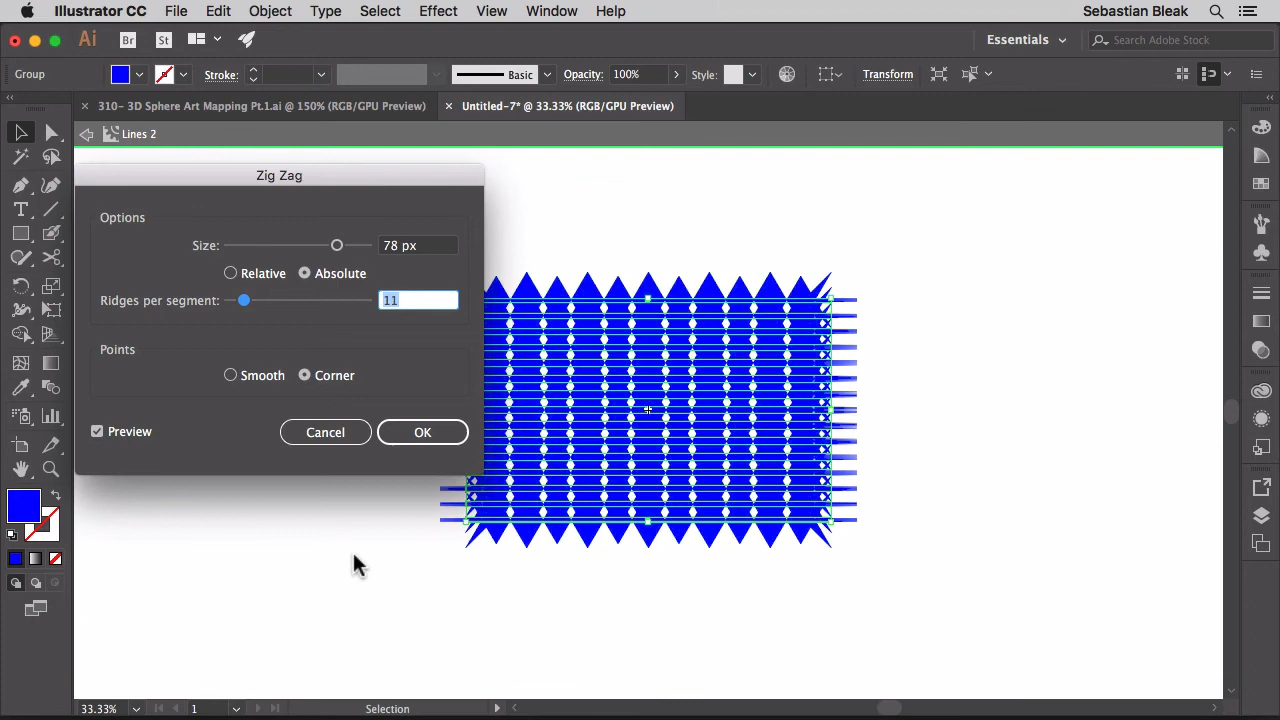 Illustrator CC File Edit Object Type Select Effect View Window Help Sebastian Bleak
Ai Br St Essentials Search Adobe Stock
Group Stroke: Basic Opacity: 100% Style: Transform
× 310- 3D Sphere Art Mapping Pt.1.ai @ 150% (RGB/GPU Preview) × Untitled-7* @ 33.33% (RGB/GPU Preview)
Lines 2
Zig Zag
Options
Size: 78 px
Relative Absolute
Ridges per segment: 11
Points
Smooth Corner
Preview Cancel OK
33.33% 1 Selection